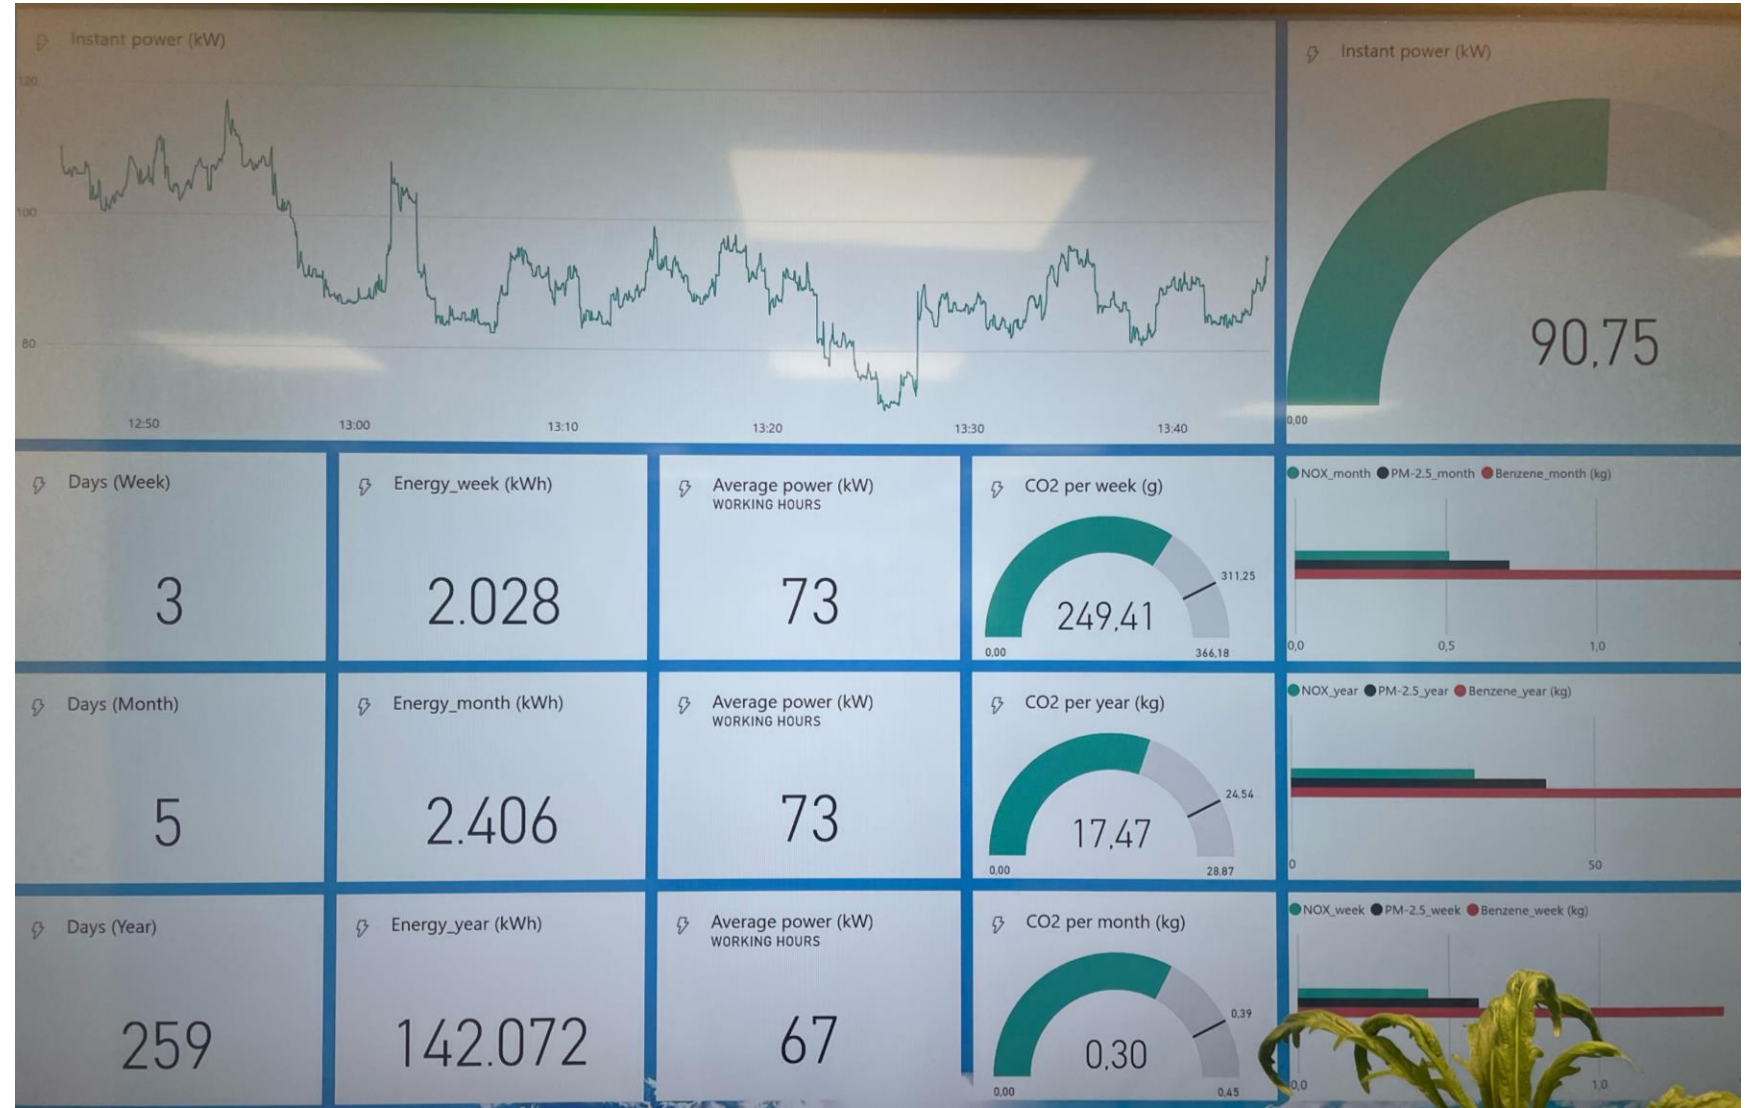 Instant power (kW)
120
100
80
12:50
13:00
13:10
13:20
13:30
13:40
Instant power (kW)
90,75
0,00
Days (Week)
3
Energy_week (kWh)
2.028
Average power (kW)
WORKING HOURS
73
CO2 per week (g)
311,25
249,41
0,00
366,18
NOX_month PM-2.5_month Benzene_month (kg)
0,0
0,5
1,0
Days (Month)
5
Energy_month (kWh)
2.406
Average power (kW)
WORKING HOURS
73
CO2 per year (kg)
24,54
17,47
0,00
28,87
NOX_year PM-2.5_year Benzene_year (kg)
0
50
Days (Year)
259
Energy_year (kWh)
142.072
Average power (kW)
WORKING HOURS
67
CO2 per month (kg)
0,39
0,30
0,00
0,45
NOX_week PM-2.5_week Benzene_week (kg)
0,0
1,0